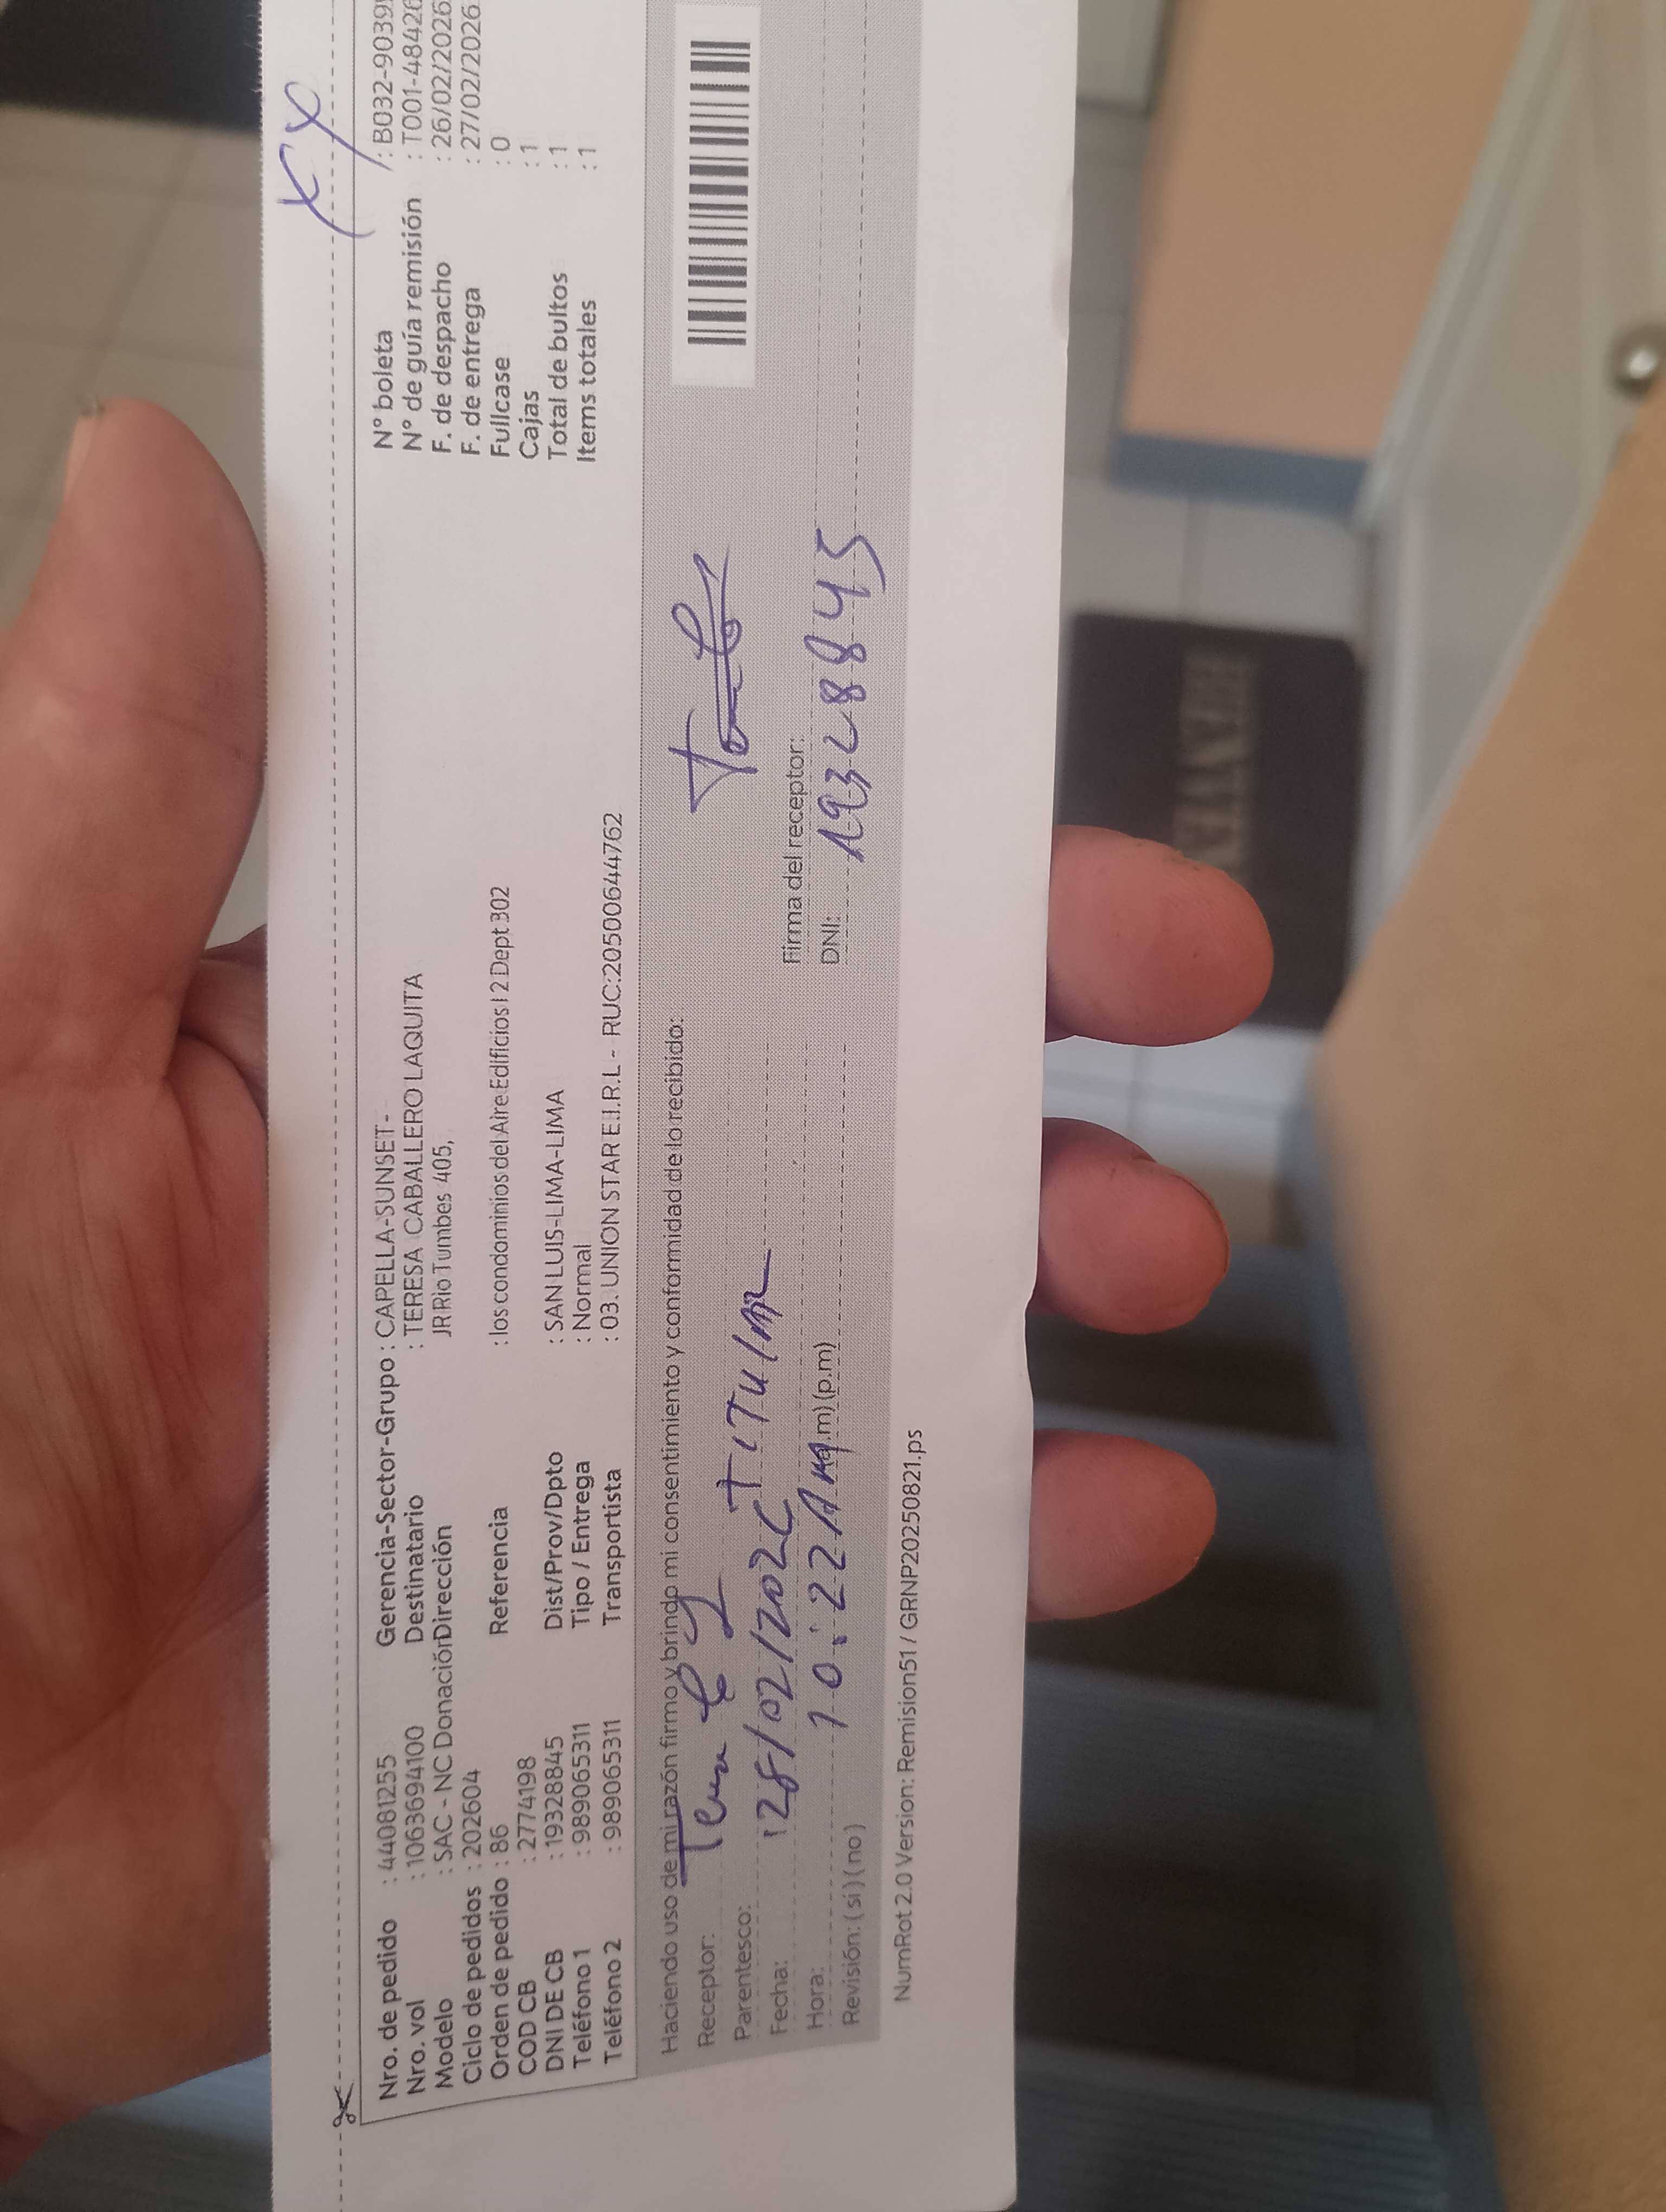 Nro. de pedido : 44081255
Nro. vol : 1063694100
Modelo : SAC - NC Donación
Ciclo de pedidos : 202604
Orden de pedido : 86
COD CB : 2774198
DNI DE CB : 19328845
Teléfono 1 : 989065311
Teléfono 2 : 989065311
Gerencia-Sector-Grupo : CAPELLA-SUNSET-
Destinatario : TERESA CABALLERO LAQUITA
Dirección JR Rio Tumbes 405,
Referencia : los condominios del Aire Edificios I 2 Dept 302
Dist/Prov/Dpto : SAN LUIS-LIMA-LIMA
Tipo / Entrega : Normal
Transportista : 03. UNION STAR E.I.R.L - RUC:20500644762
N° boleta : B032-9039
N° de guía remisión : T001-48426
F. de despacho : 26/02/2026
F. de entrega : 27/02/2026
Fullcase : 0
Cajas : 1
Total de bultos : 1
Items totales : 1
Haciendo uso de mi razón firmo y brindo mi consentimiento y conformidad de lo recibido:
Receptor:
Parentesco: Titular
Fecha: 28/02/202
Hora: 10:22 Am (a.m) (p.m)
Revisión: ( si ) ( no )
Firma del receptor:
DNI: 19328845
NumRot 2.0 Version: Remision51 / GRNP20250821.ps